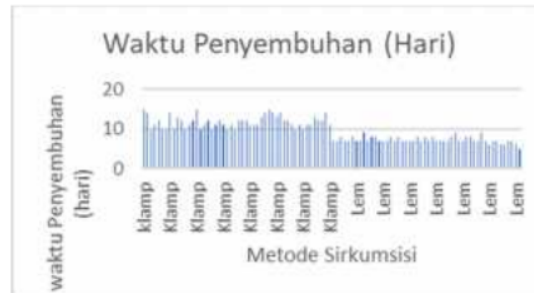 Waktu Penyembuhan (Hari)
waktu Penyembuhan
(hari)
20
10
0
Klamp
Klamp
Klamp
Klamp
Klamp
Klamp
Klamp
Klamp
Lem
Lem
Lem
Lem
Lem
Lem
Lem
Metode Sirkumsisi